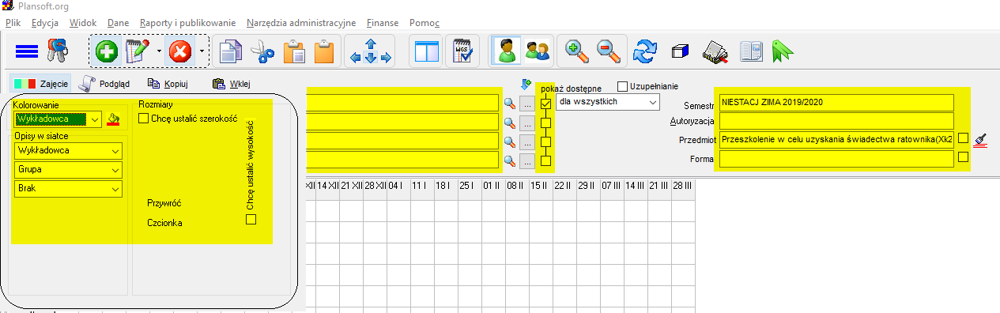 Plansoft.org
Plik Edycja Widok Dane Raporty i publikowanie Narzędzia administracyjne Finanse Pomoc
WGS
Zajęcie Podgląd Kopiuj Wklej
pokaż dostępne Uzupełnianie
Kolorowanie Rozmiary
dla wszystkich
Semestr NIESTACJ ZIMA 2019/2020
Wykładowca Chcę ustalić szerokość
Autoryzacja
Opisy w siatce
Przedmiot Przeszkolenie w celu uzyskania świadectwa ratownika(Xk2
Wykładowca
Forma
Grupa
Brak
Chcę ustalić wysokość
Przywróć
Czcionka
XII 14 XII 21 XII 28 XII 04 I 11 I 18 I 25 I 01 II 08 II 15 II 22 II 29 II 07 III 14 III 21 III 28 III